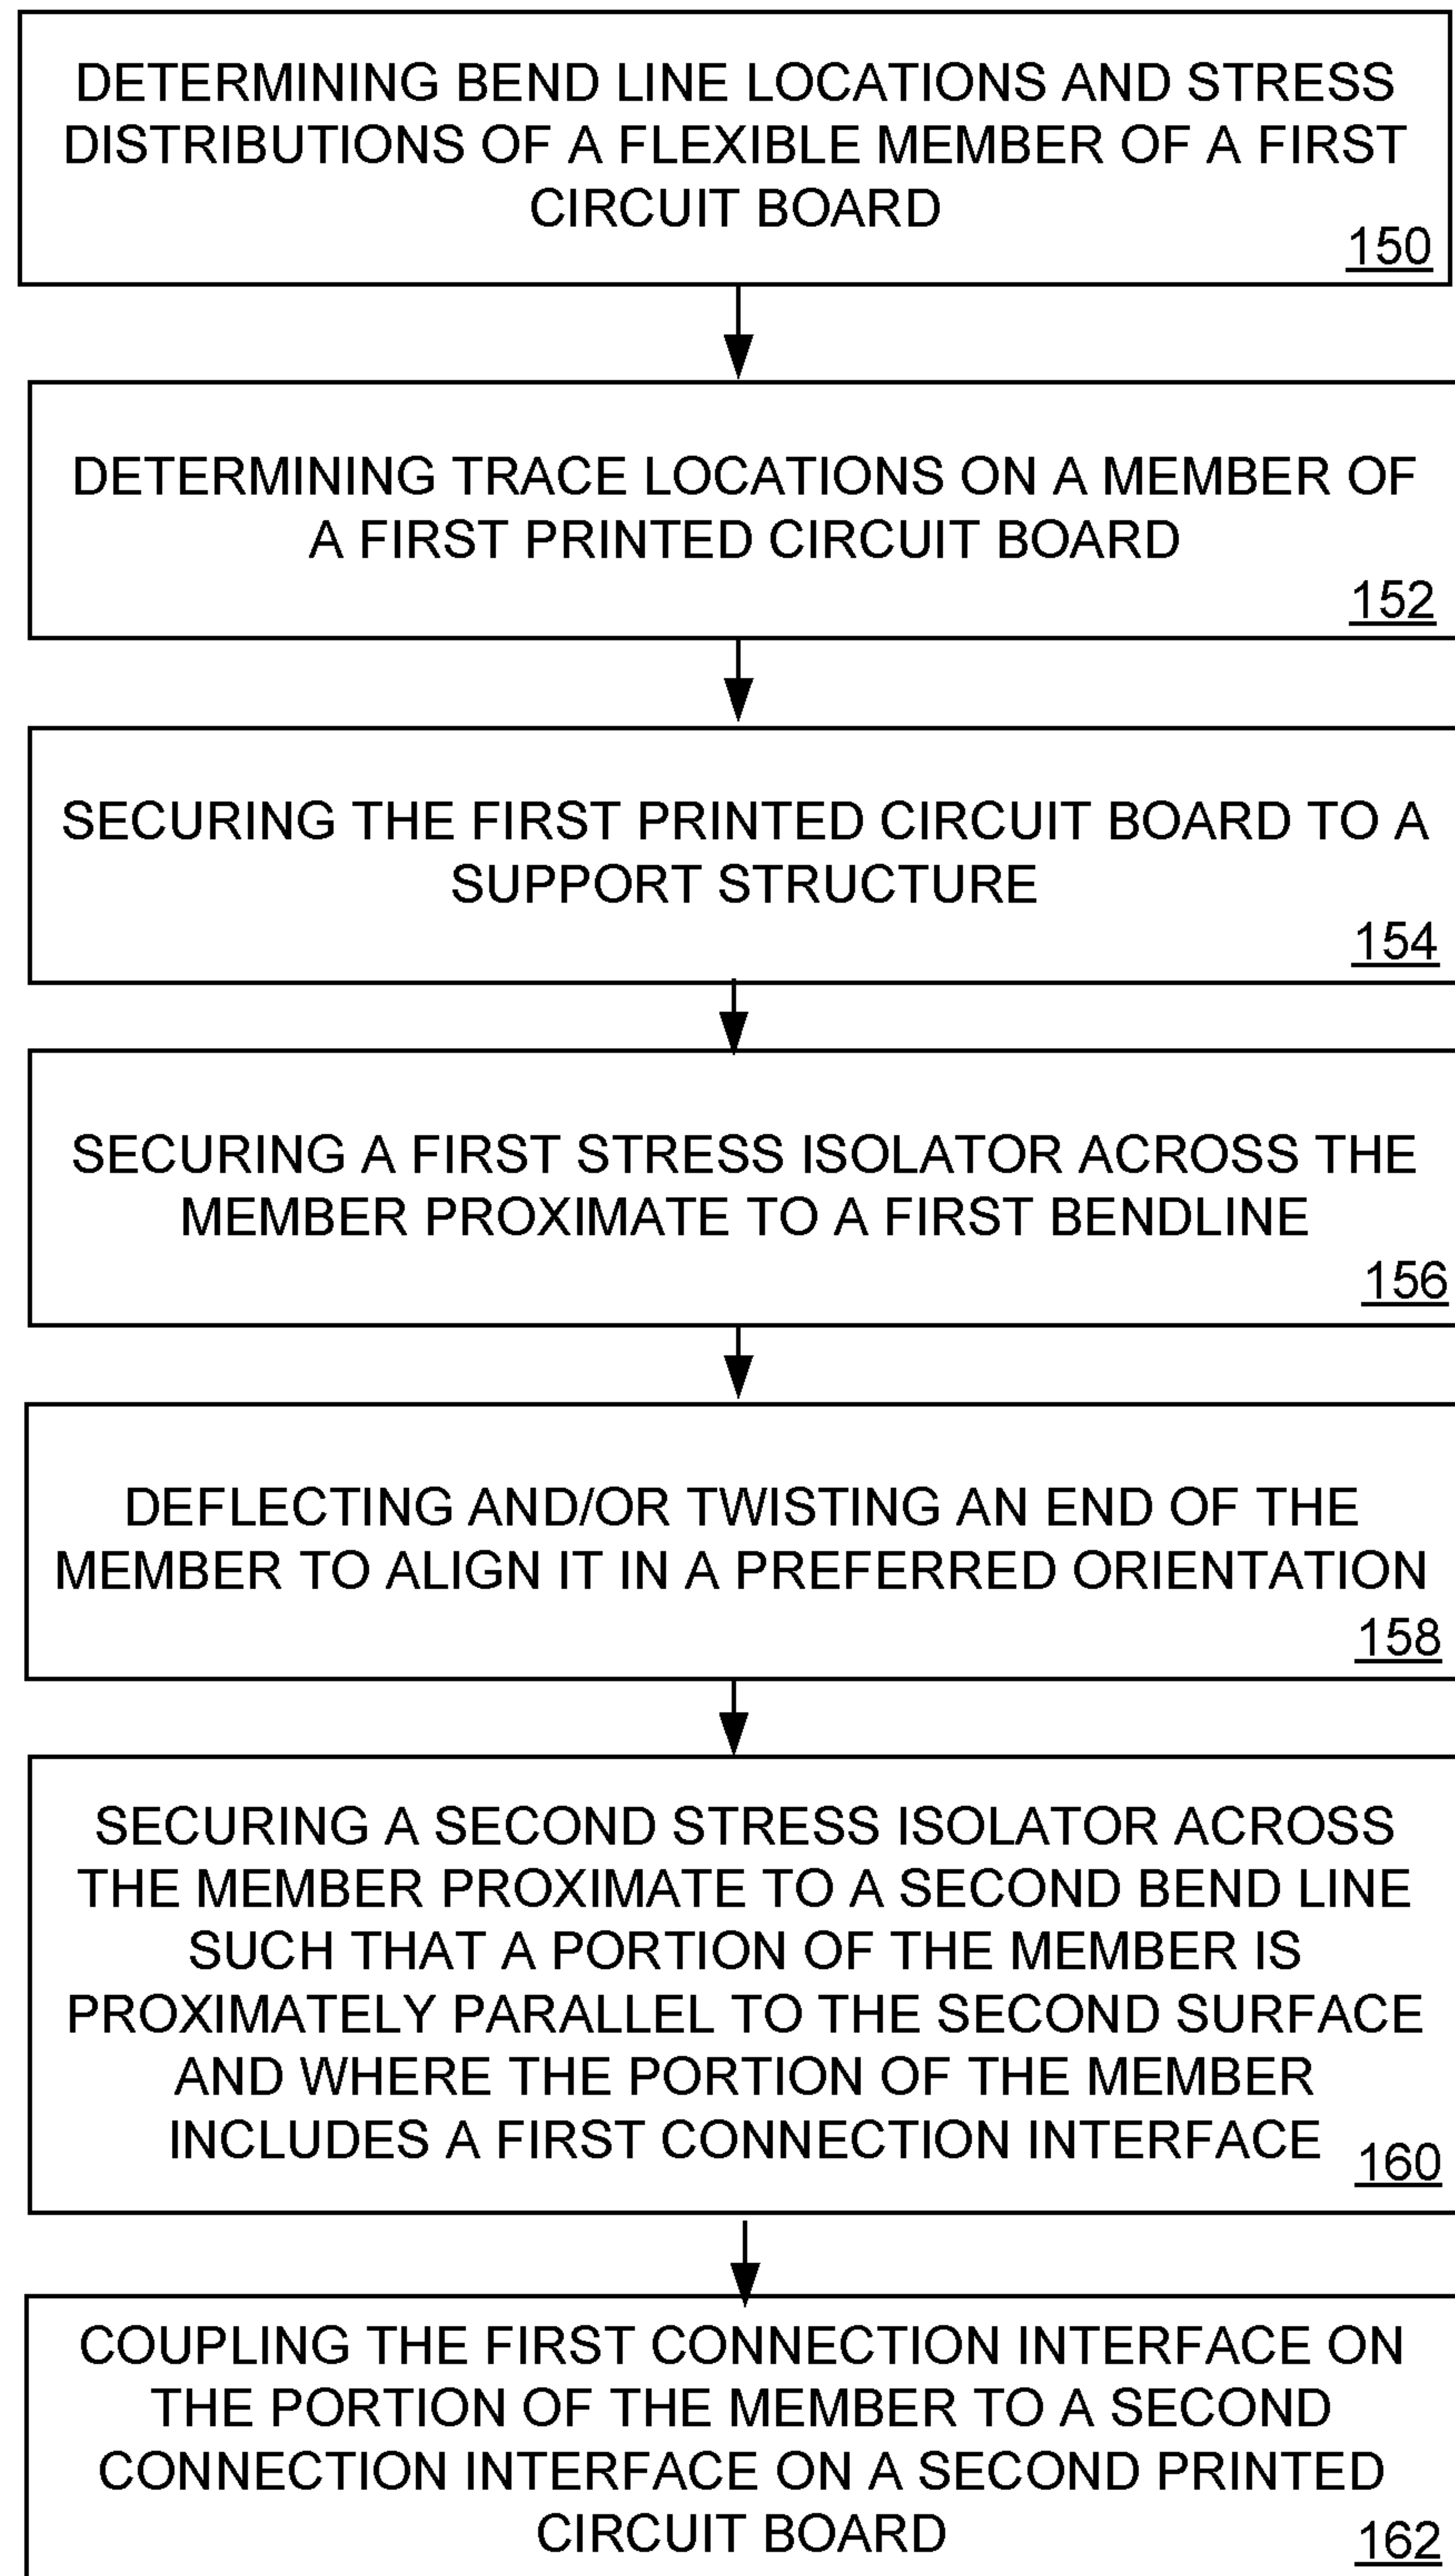 DETERMINING BEND LINE LOCATIONS AND STRESS
DISTRIBUTIONS OF A FLEXIBLE MEMBER OF A FIRST
CIRCUIT BOARD
150
DETERMINING TRACE LOCATIONS ON A MEMBER OF
A FIRST PRINTED CIRCUIT BOARD
152
SECURING THE FIRST PRINTED CIRCUIT BOARD TO A
SUPPORT STRUCTURE
154
SECURING A FIRST STRESS ISOLATOR ACROSS THE
MEMBER PROXIMATE TO A FIRST BENDLINE
156
DEFLECTING AND/OR TWISTING AN END OF THE
MEMBER TO ALIGN IT IN A PREFERRED ORIENTATION
158
SECURING A SECOND STRESS ISOLATOR ACROSS
THE MEMBER PROXIMATE TO A SECOND BEND LINE
SUCH THAT A PORTION OF THE MEMBER IS
PROXIMATELY PARALLEL TO THE SECOND SURFACE
AND WHERE THE PORTION OF THE MEMBER
INCLUDES A FIRST CONNECTION INTERFACE
160
COUPLING THE FIRST CONNECTION INTERFACE ON
THE PORTION OF THE MEMBER TO A SECOND
CONNECTION INTERFACE ON A SECOND PRINTED
CIRCUIT BOARD
162